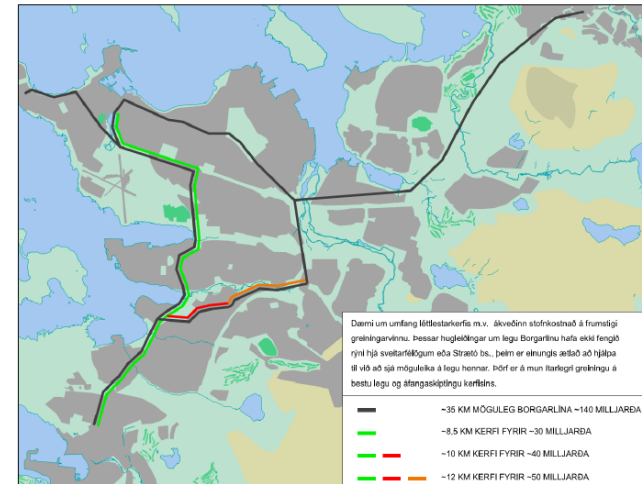 Dæmi um umfang léttlestarkerfis m.v. ákveðinn stofnkostnað á frumstigi
greiningarvinnu. Þessar hugleiðingar um legu Borgarlínu hafa ekki fengið
rýni hjá sveitarfélögum eða Strætó bs., þeim er einungis ætlað að hjálpa
til við að sjá möguleika á legu hennar. Þörf er á mun ítarlegri greiningu á
bestu legu og áfangaskiptingu kerfisins.
~35 KM MÖGULEG BORGARLÍNA ~140 MILLJARÐA
~8,5 KM KERFI FYRIR ~30 MILLJARÐA
~10 KM KERFI FYRIR ~40 MILLJARÐA
~12 KM KERFI FYRIR ~50 MILLJARÐA